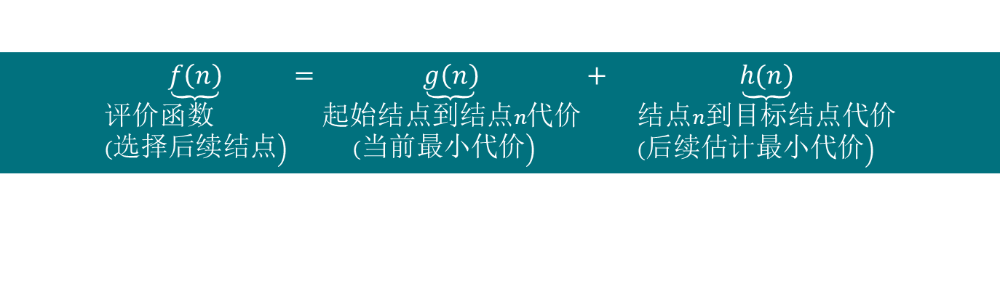 f(n) = g(n) + h(n)
评价函数 起始结点到结点n代价 结点n到目标结点代价
(选择后续结点) (当前最小代价) (后续估计最小代价)